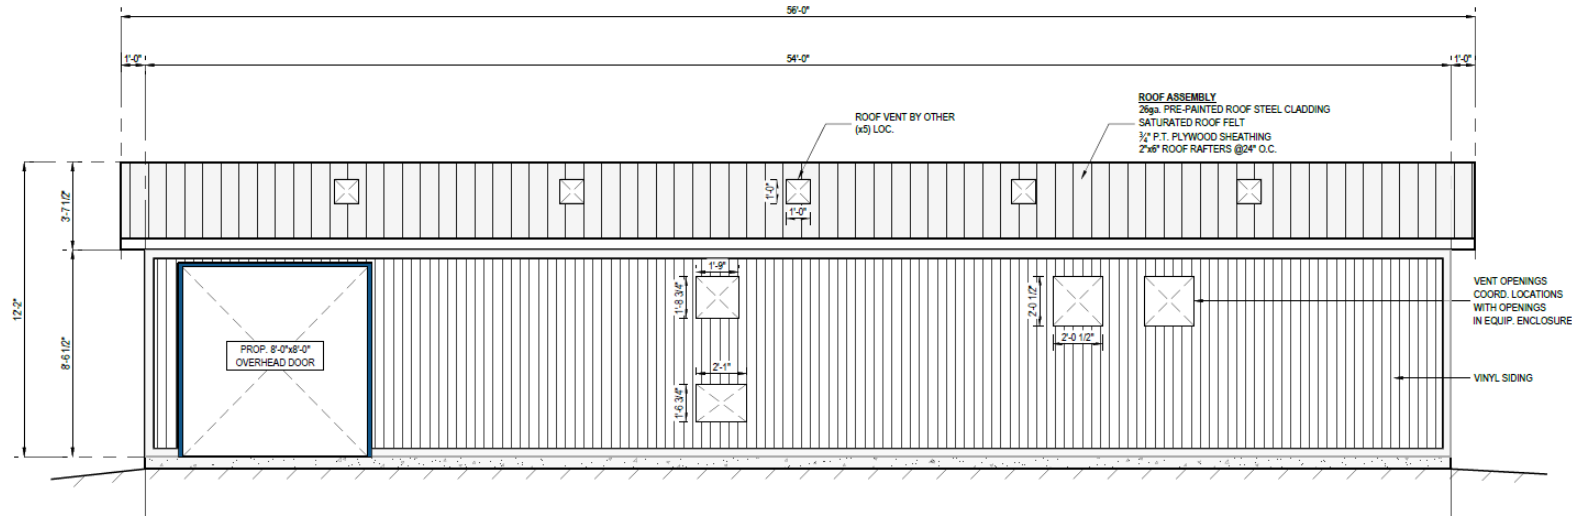 56'-0"
1'-0"
54'-0"
1'-0"
ROOF ASSEMBLY
26ga. PRE-PAINTED ROOF STEEL CLADDING
SATURATED ROOF FELT
3/4" P.T. PLYWOOD SHEATHING
2"x6" ROOF RAFTERS @24" O.C.
ROOF VENT BY OTHER
(x5) LOC.
3'-7 1/2"
1'-0"
1'-0"
12'-2"
8'-6 1/2"
1'-9"
1'-8 3/4"
2'-0 1/2"
2'-0 1/2"
VENT OPENINGS
COORD. LOCATIONS
WITH OPENINGS
IN EQUIP. ENCLOSURE
PROP. 8'-0"x8'-0"
OVERHEAD DOOR
2'-1"
1'-6 3/4"
VINYL SIDING